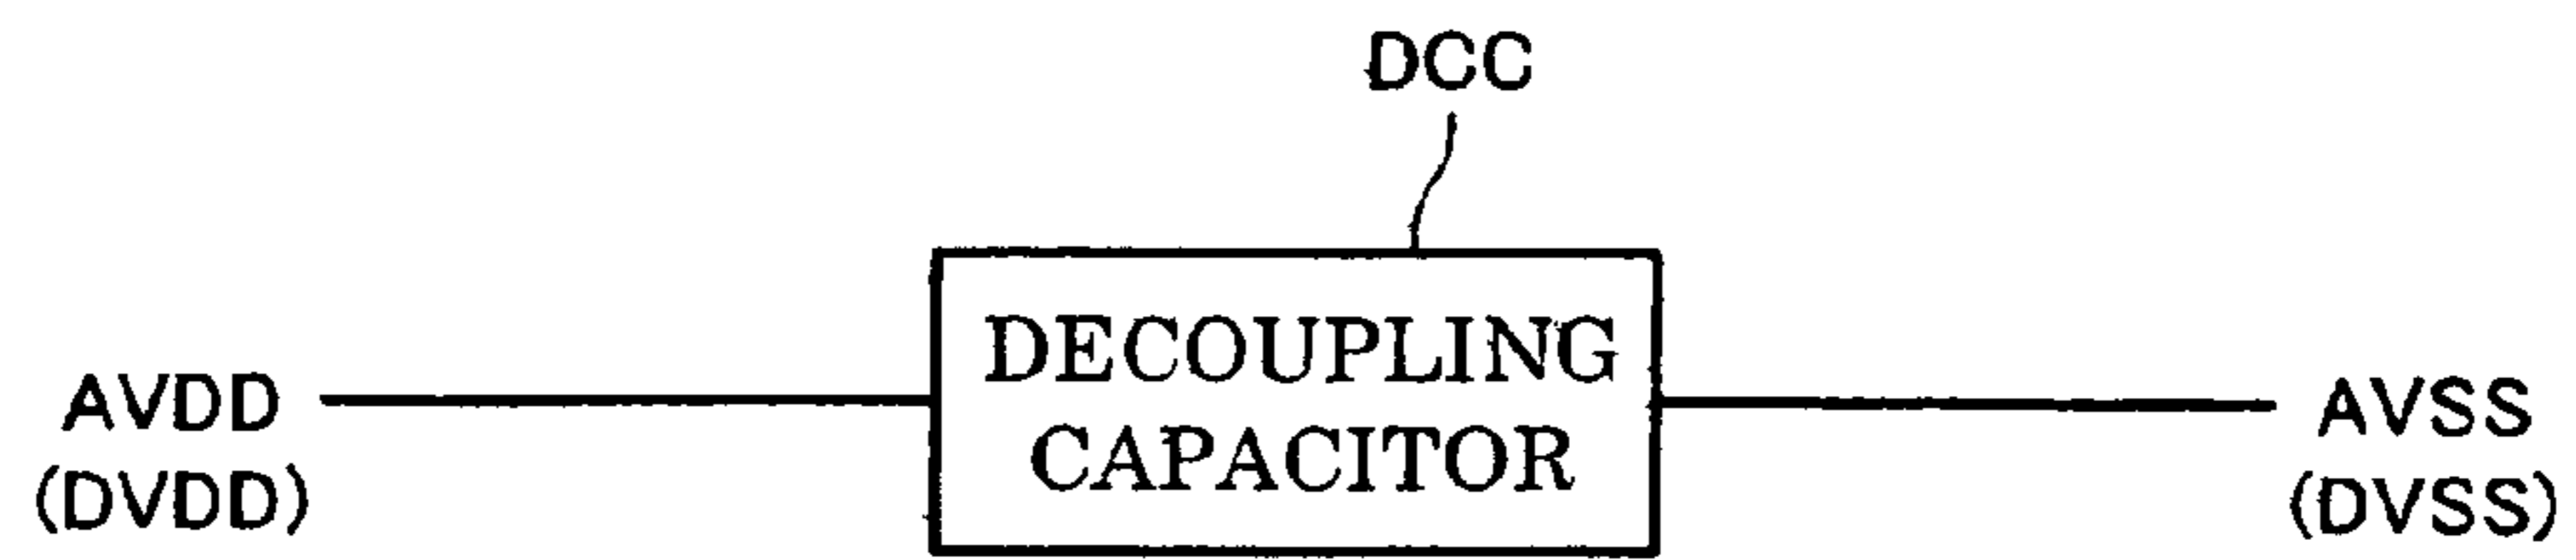 DCC
DECOUPLING
CAPACITOR
AVDD
(DVDD)
AVSS
(DVSS)